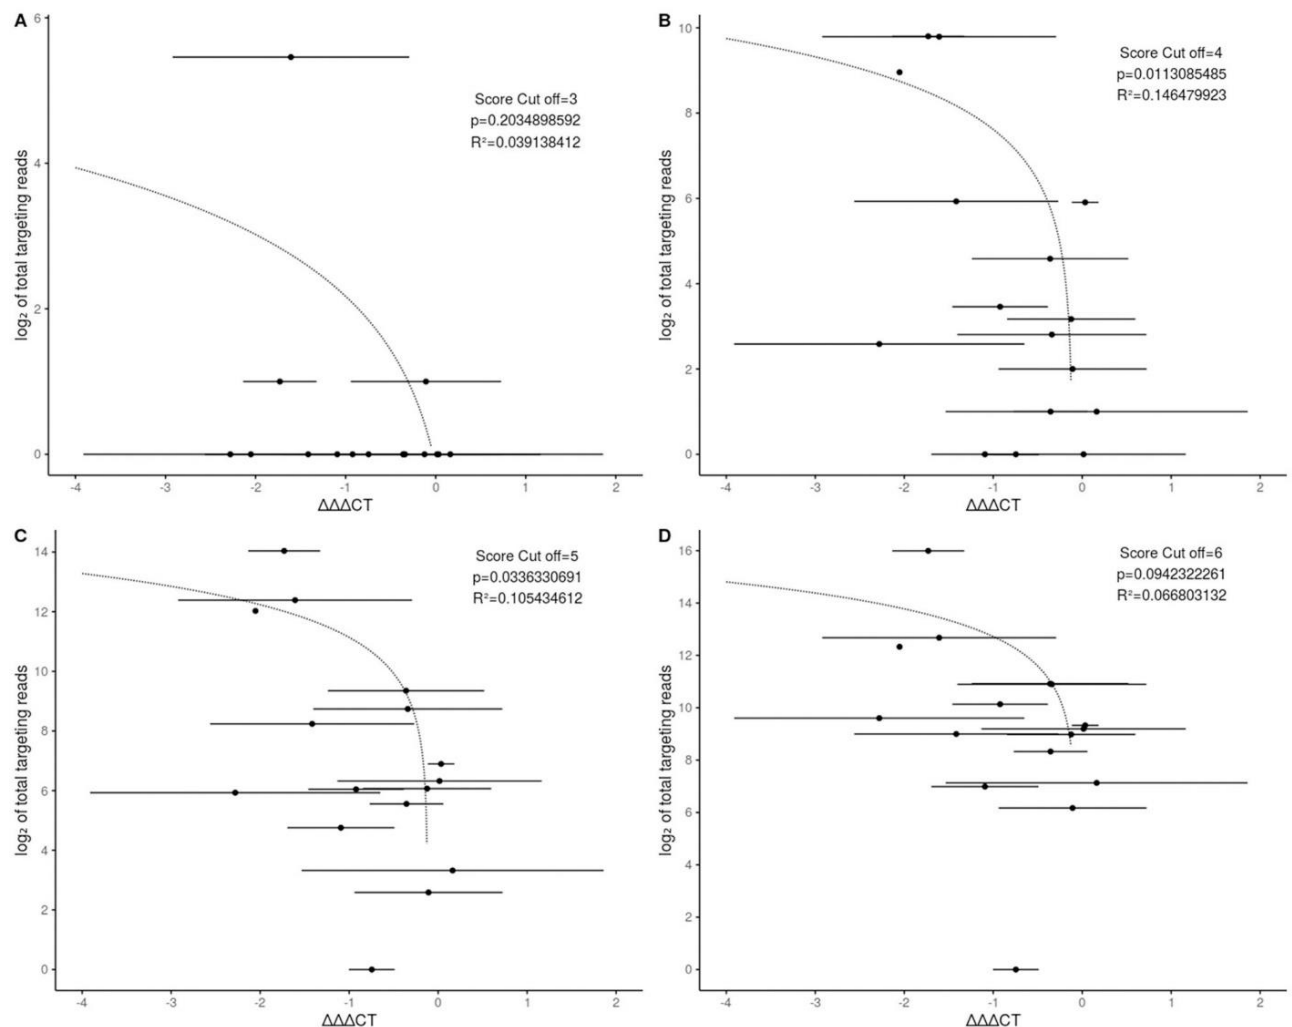 A
6
4
2
0
log₂ of total targeting reads
Score Cut off=3
p=0.2034898592
R²=0.039138412
-4 -3 -2 -1 0 1 2
ΔΔΔCT
B
10
8
6
4
2
0
log₂ of total targeting reads
Score Cut off=4
p=0.0113085485
R²=0.146479923
-4 -3 -2 -1 0 1 2
ΔΔΔCT
C
14
12
10
8
6
4
2
0
log₂ of total targeting reads
Score Cut off=5
p=0.0336330691
R²=0.105434612
-4 -3 -2 -1 0 1 2
ΔΔΔCT
D
16
14
12
10
8
6
4
2
0
log₂ of total targeting reads
Score Cut off=6
p=0.0942322261
R²=0.066803132
-4 -3 -2 -1 0 1 2
ΔΔΔCT